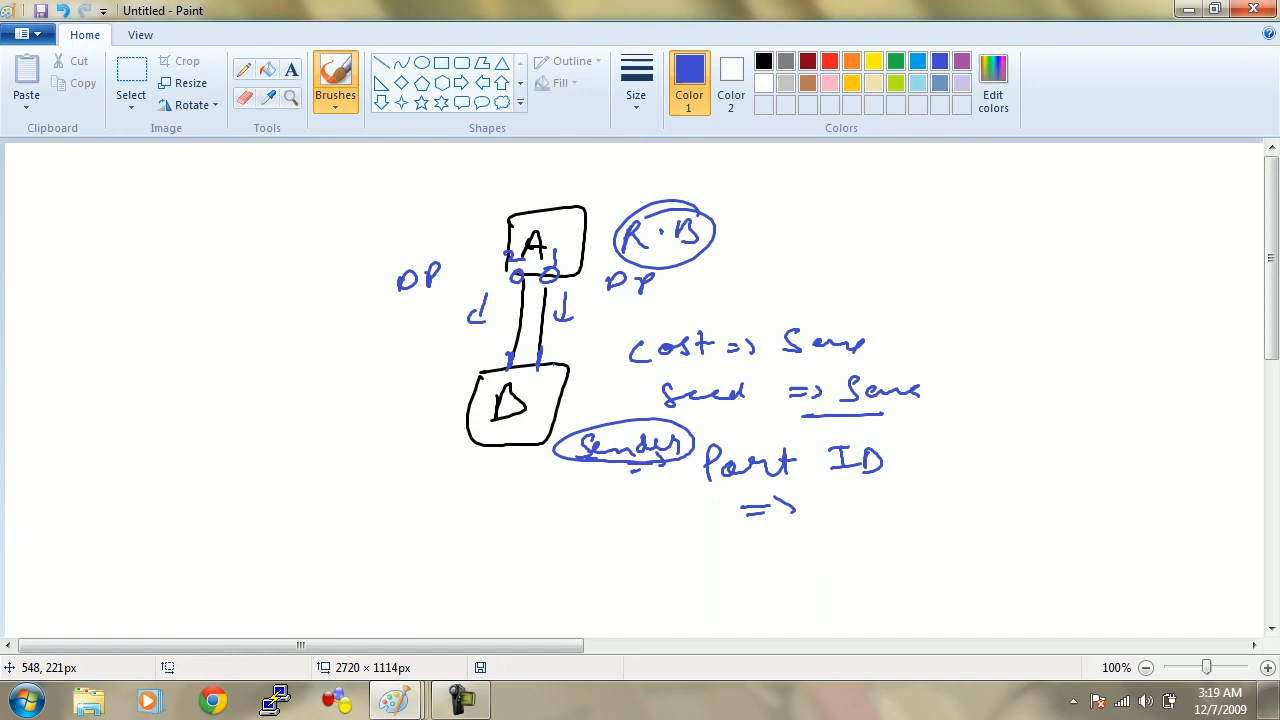 Untitled - Paint
Home View
Paste
Cut
Copy
Clipboard
Select
Crop
Resize
Rotate
Image
Tools
Brushes
Shapes
Outline
Fill
Size
Color 1
Color 2
Edit colors
Colors
A
R.B
2 1
DP
DP
Cost => Same
=> Same
D
Sender
Port ID
=>
548, 221px
2720 x 1114px
100%
3:19 AM
12/7/2009